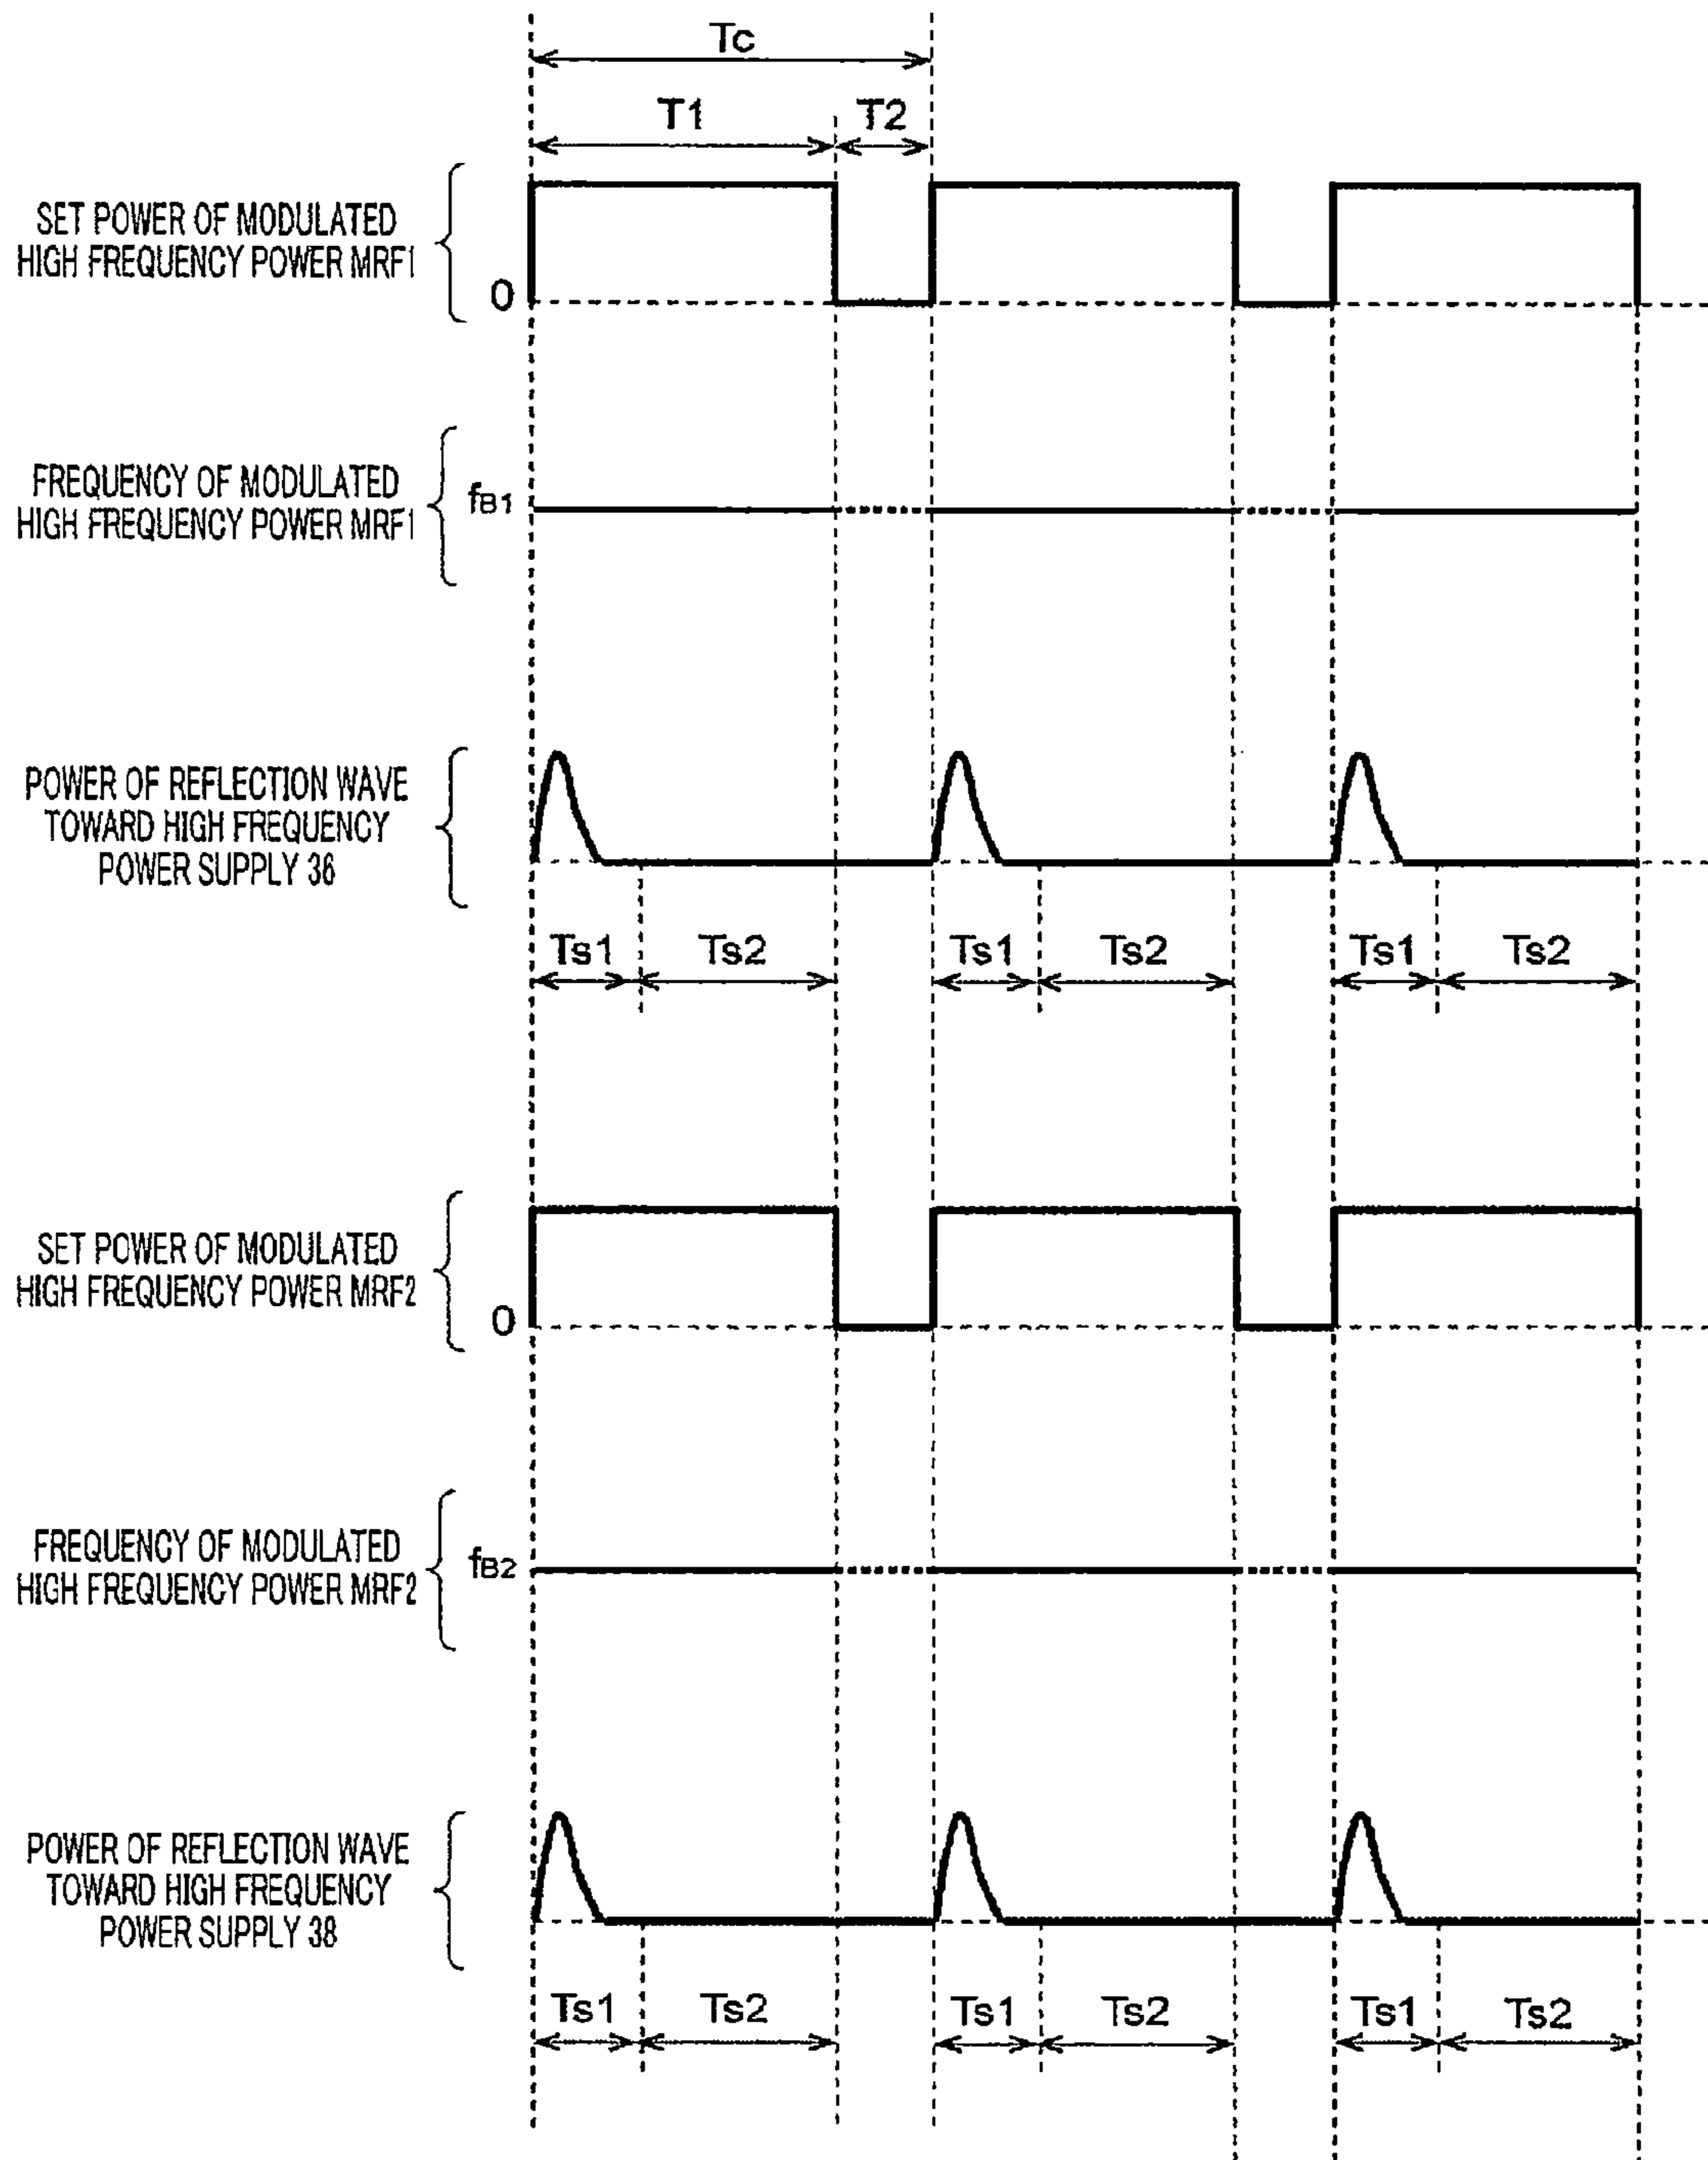 Tc
T1 T2
SET POWER OF MODULATED
HIGH FREQUENCY POWER MRF1
0
FREQUENCY OF MODULATED
HIGH FREQUENCY POWER MRF1
fB1
POWER OF REFLECTION WAVE
TOWARD HIGH FREQUENCY
POWER SUPPLY 36
Ts1 Ts2 Ts1 Ts2 Ts1 Ts2
SET POWER OF MODULATED
HIGH FREQUENCY POWER MRF2
0
FREQUENCY OF MODULATED
HIGH FREQUENCY POWER MRF2
fB2
POWER OF REFLECTION WAVE
TOWARD HIGH FREQUENCY
POWER SUPPLY 38
Ts1 Ts2 Ts1 Ts2 Ts1 Ts2